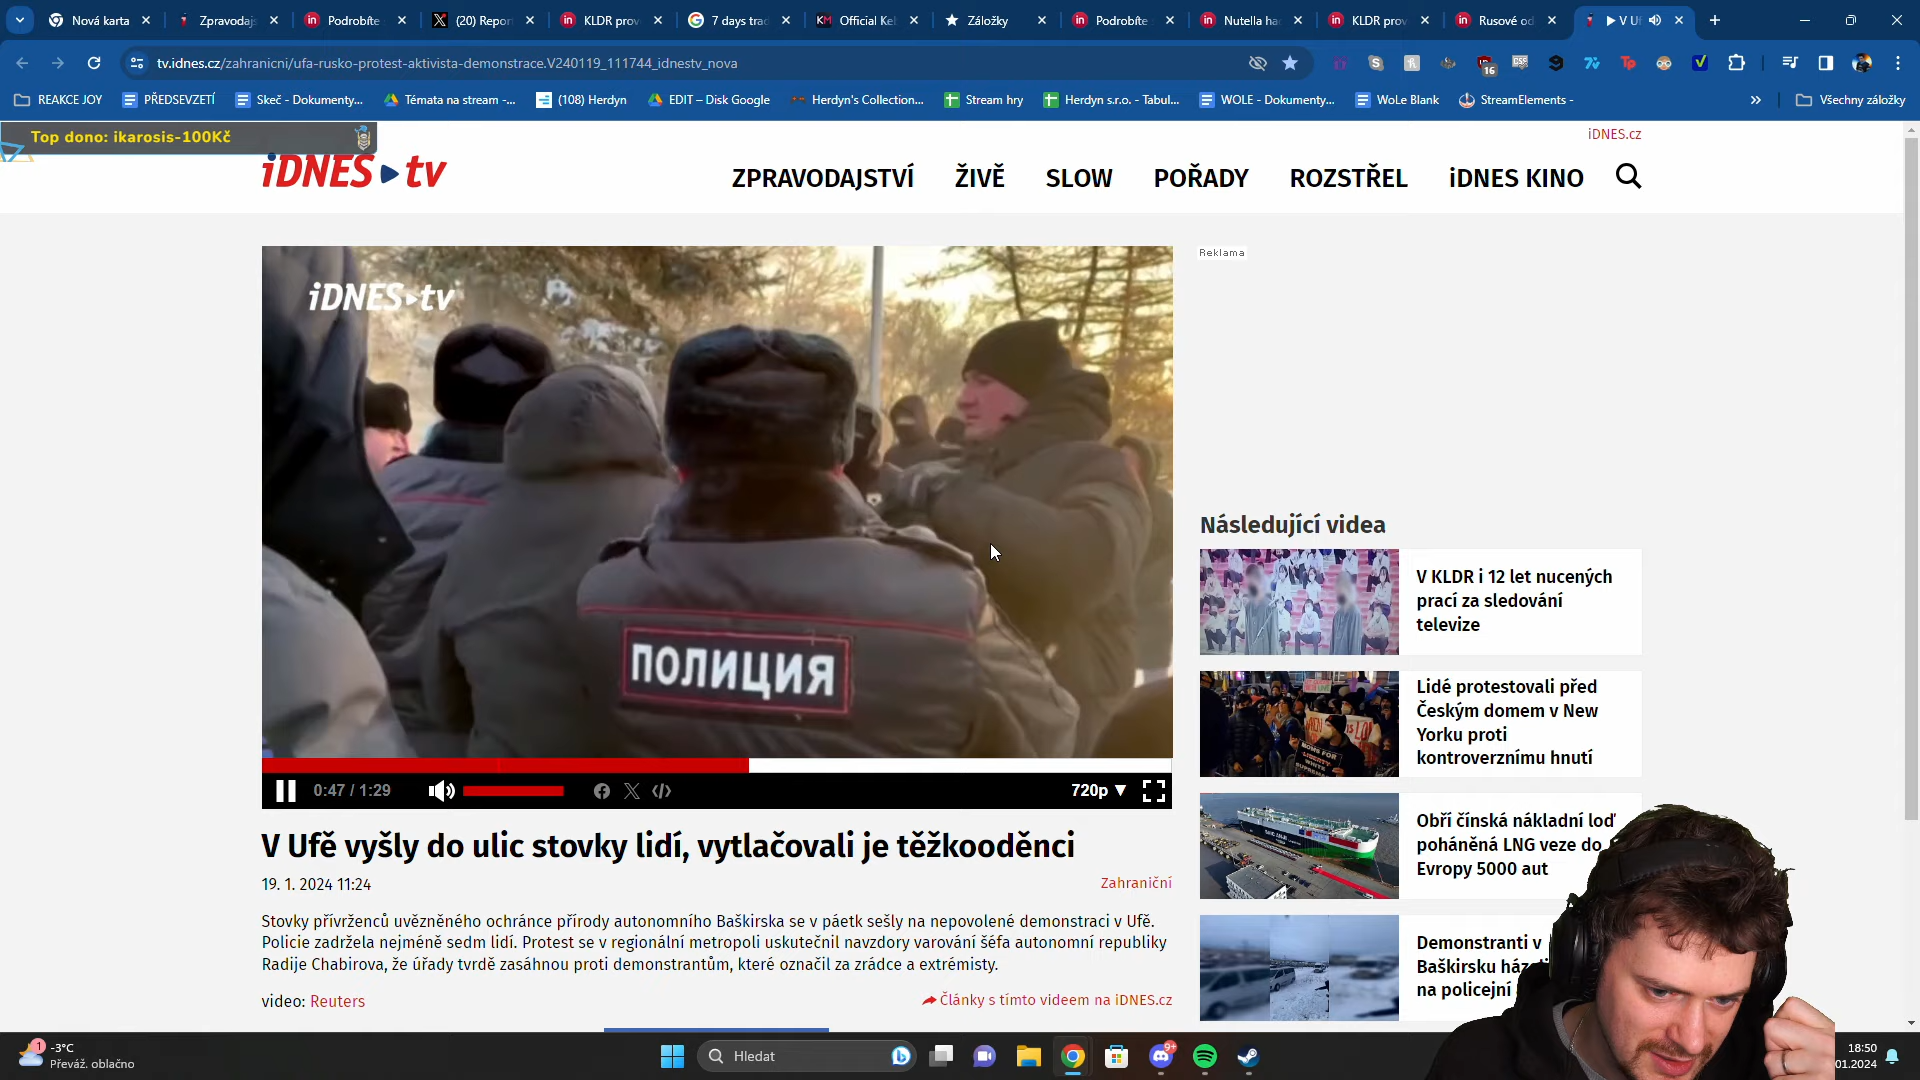 Nová karta
Zpravodajs
Podrobíte
(20) Repor
KLDR prov
7 days trad
Official Ke
Záložky
Podrobíte
Nutella ha
KLDR prov
Rusové od
V Uf
tv.idnes.cz/zahranicni/ufa-rusko-protest-aktivista-demonstrace.V240119_111744_idnestv_nova
16
REAKCE JOY
PŘEDSEVZETÍ
Skeč - Dokumenty...
Témata na stream -...
(108) Herdyn
EDIT – Disk Google
Herdyn's Collection...
Stream hry
Herdyn s.r.o. - Tabul...
WOLE - Dokumenty...
WoLe Blank
StreamElements -
Všechny záložky
Top dono: ikarosis-100Kč
iDNES.cz
iDNES tv
ZPRAVODAJSTVÍ
ŽIVĚ
SLOW
POŘADY
ROZSTŘEL
iDNES KINO
Reklama
iDNES tv
ПОЛИЦИЯ
0:47 / 1:29
720p
Následující videa
V KLDR i 12 let nucených
prací za sledování
televize
Lidé protestovali před
Českým domem v New
Yorku proti
kontroverznímu hnutí
Obří čínská nákladní loď
poháněná LNG veze do
Evropy 5000 aut
Demonstranti v
Baškirsku
na policejní
V Ufě vyšly do ulic stovky lidí, vytlačovali je těžkooděnci
19. 1. 2024 11:24
Zahraniční
Stovky přívrženců uvězněného ochránce přírody autonomního Baškirska se v páetk sešly na nepovolené demonstraci v Ufě.
Policie zadržela nejméně sedm lidí. Protest se v regionální metropoli uskutečnil navzdory varování šéfa autonomní republiky
Radije Chabirova, že úřady tvrdě zasáhnou proti demonstrantům, které označil za zrádce a extrémisty.
video: Reuters
Články s tímto videem na iDNES.cz
1
-3°C
Převáž. oblačno
Hledat
9+
18:50
01.2024